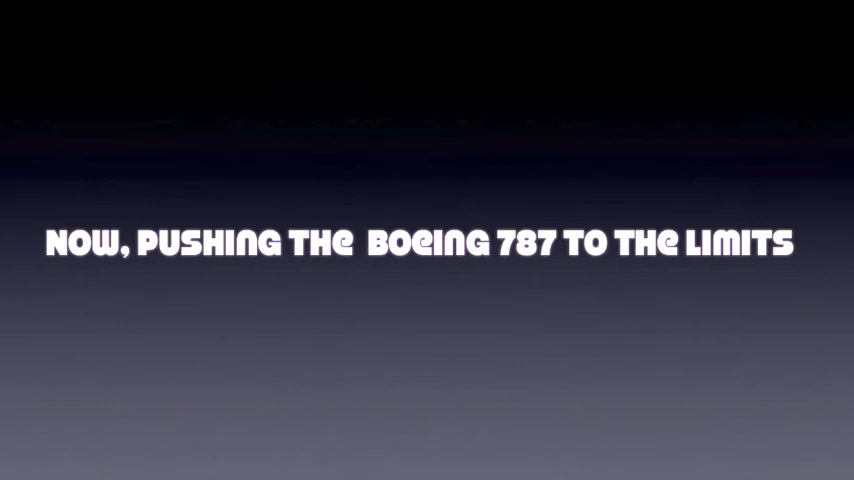 NOW, PUSHING THE BOEING 787 TO THE LIMITS